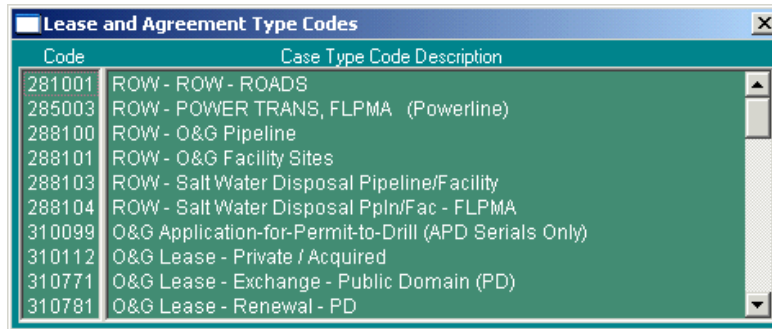 Lease and Agreement Type Codes
Code Case Type Code Description
281001 ROW - ROW - ROADS
285003 ROW - POWER TRANS, FLPMA (Powerline)
288100 ROW - O&G Pipeline
288101 ROW - O&G Facility Sites
288103 ROW - Salt Water Disposal Pipeline/Facility
288104 ROW - Salt Water Disposal Ppln/Fac - FLPMA
310099 O&G Application-for-Permit-to-Drill (APD Serials Only)
310112 O&G Lease - Private / Acquired
310771 O&G Lease - Exchange - Public Domain (PD)
310781 O&G Lease - Renewal - PD